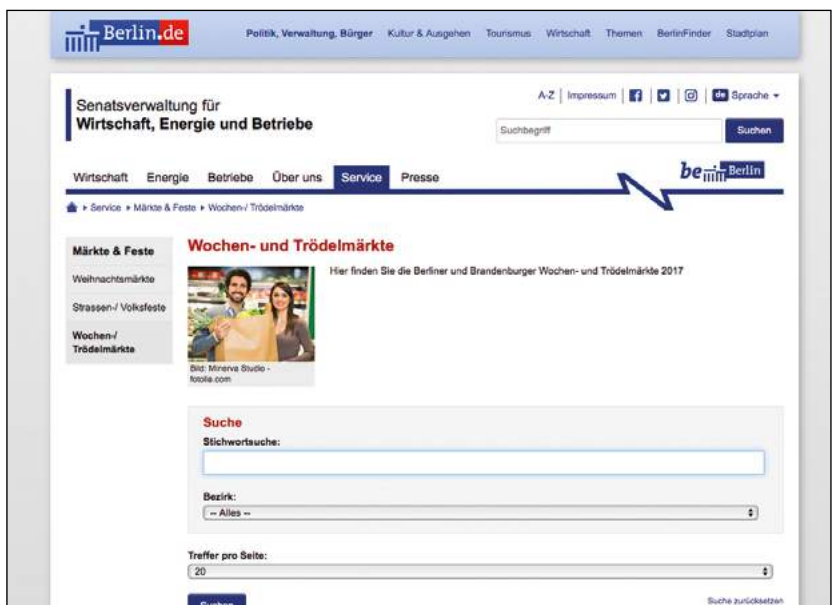 Berlin.de
Politik, Verwaltung, Bürger Kultur & Ausgehen Tourismus Wirtschaft Themen BerlinFinder Stadtplan
A-Z | Impressum | de Sprache
Senatsverwaltung für
Wirtschaft, Energie und Betriebe
Suchbegriff Suchen
Wirtschaft Energie Betriebe Über uns Service Presse
be Berlin
Service Märkte & Feste Wochen-/ Trödelmärkte
Märkte & Feste
Weihnachtsmärkte
Strassen-/ Volksfeste
Wochen-/
Trödelmärkte
Wochen- und Trödelmärkte
Hier finden Sie die Berliner und Brandenburger Wochen- und Trödelmärkte 2017
Bild: Minerva Studio -
fotolia.com
Suche
Stichwortsuche:
Bezirk:
-- Alles --
Treffer pro Seite:
20
Suchen Suche zurücksetzen